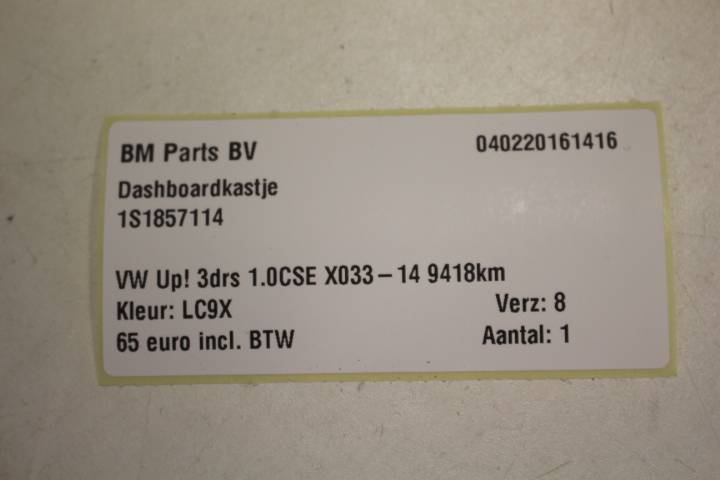 BM Parts BV 040220161416
Dashboardkastje
1S1857114
VW Up! 3drs 1.0CSE X033–14 9418km
Kleur: LC9X Verz: 8
65 euro incl. BTW Aantal: 1